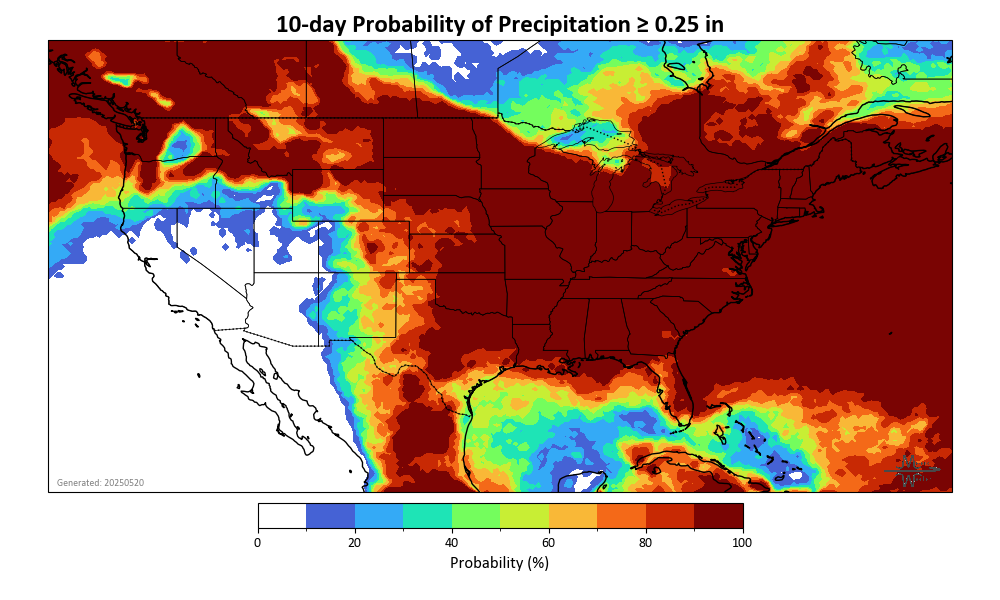 10-day Probability of Precipitation ≥ 0.25 in
Generated: 20250520
0 20 40 60 80 100
Probability (%)